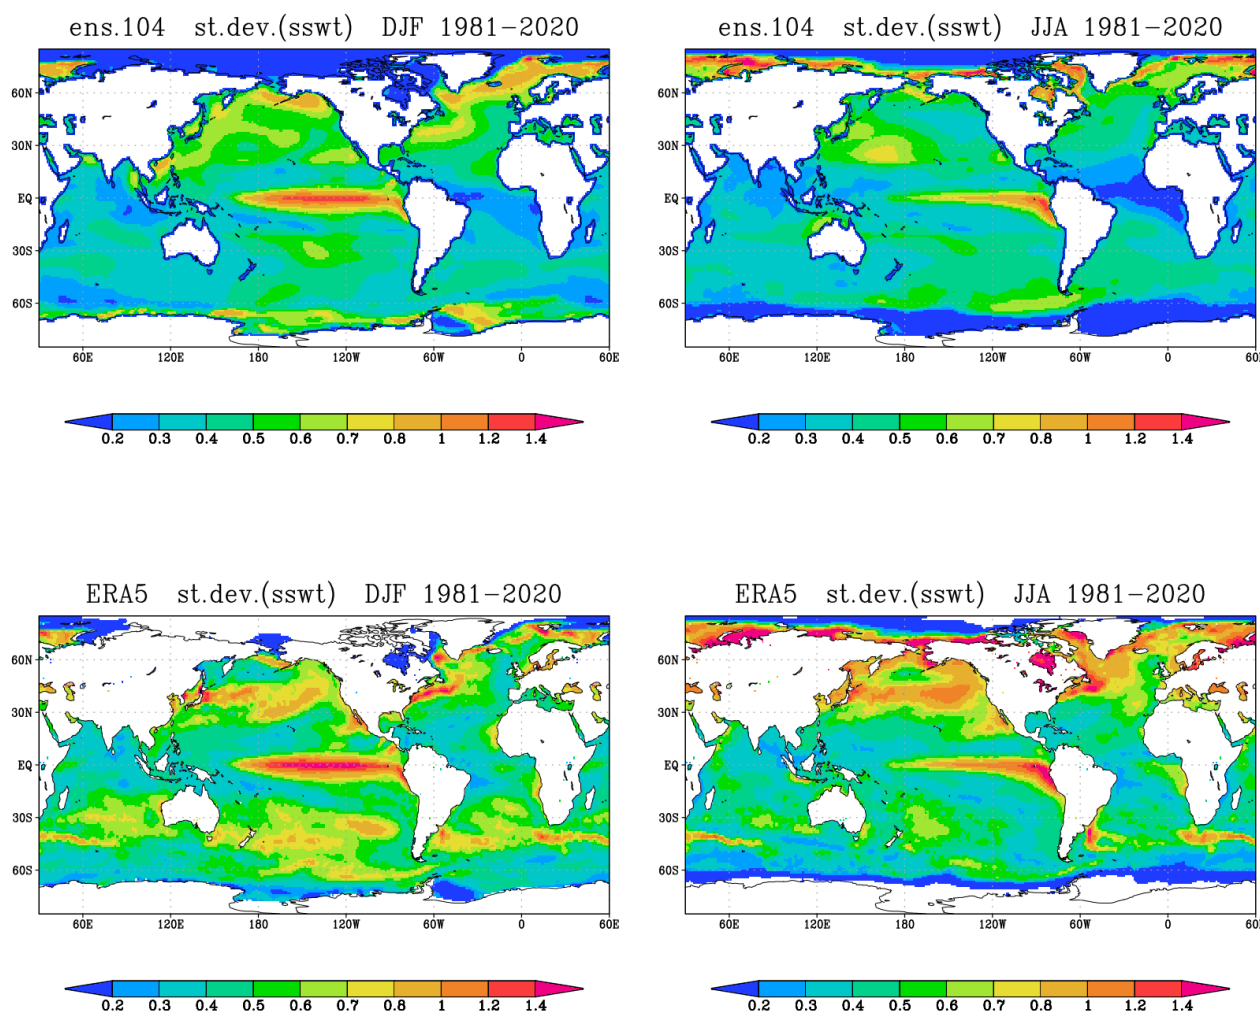 ens.104 st.dev.(sswt) DJF 1981-2020
60N
30N
EQ
30S
60S
60E 120E 180 120W 60W 0 60E
0.2 0.3 0.4 0.5 0.6 0.7 0.8 1 1.2 1.4
ens.104 st.dev.(sswt) JJA 1981-2020
60N
30N
EQ
30S
60S
60E 120E 180 120W 60W 0 60E
0.2 0.3 0.4 0.5 0.6 0.7 0.8 1 1.2 1.4
ERA5 st.dev.(sswt) DJF 1981-2020
60N
30N
EQ
30S
60S
60E 120E 180 120W 60W 0 60E
0.2 0.3 0.4 0.5 0.6 0.7 0.8 1 1.2 1.4
ERA5 st.dev.(sswt) JJA 1981-2020
60N
30N
EQ
30S
60S
60E 120E 180 120W 60W 0 60E
0.2 0.3 0.4 0.5 0.6 0.7 0.8 1 1.2 1.4